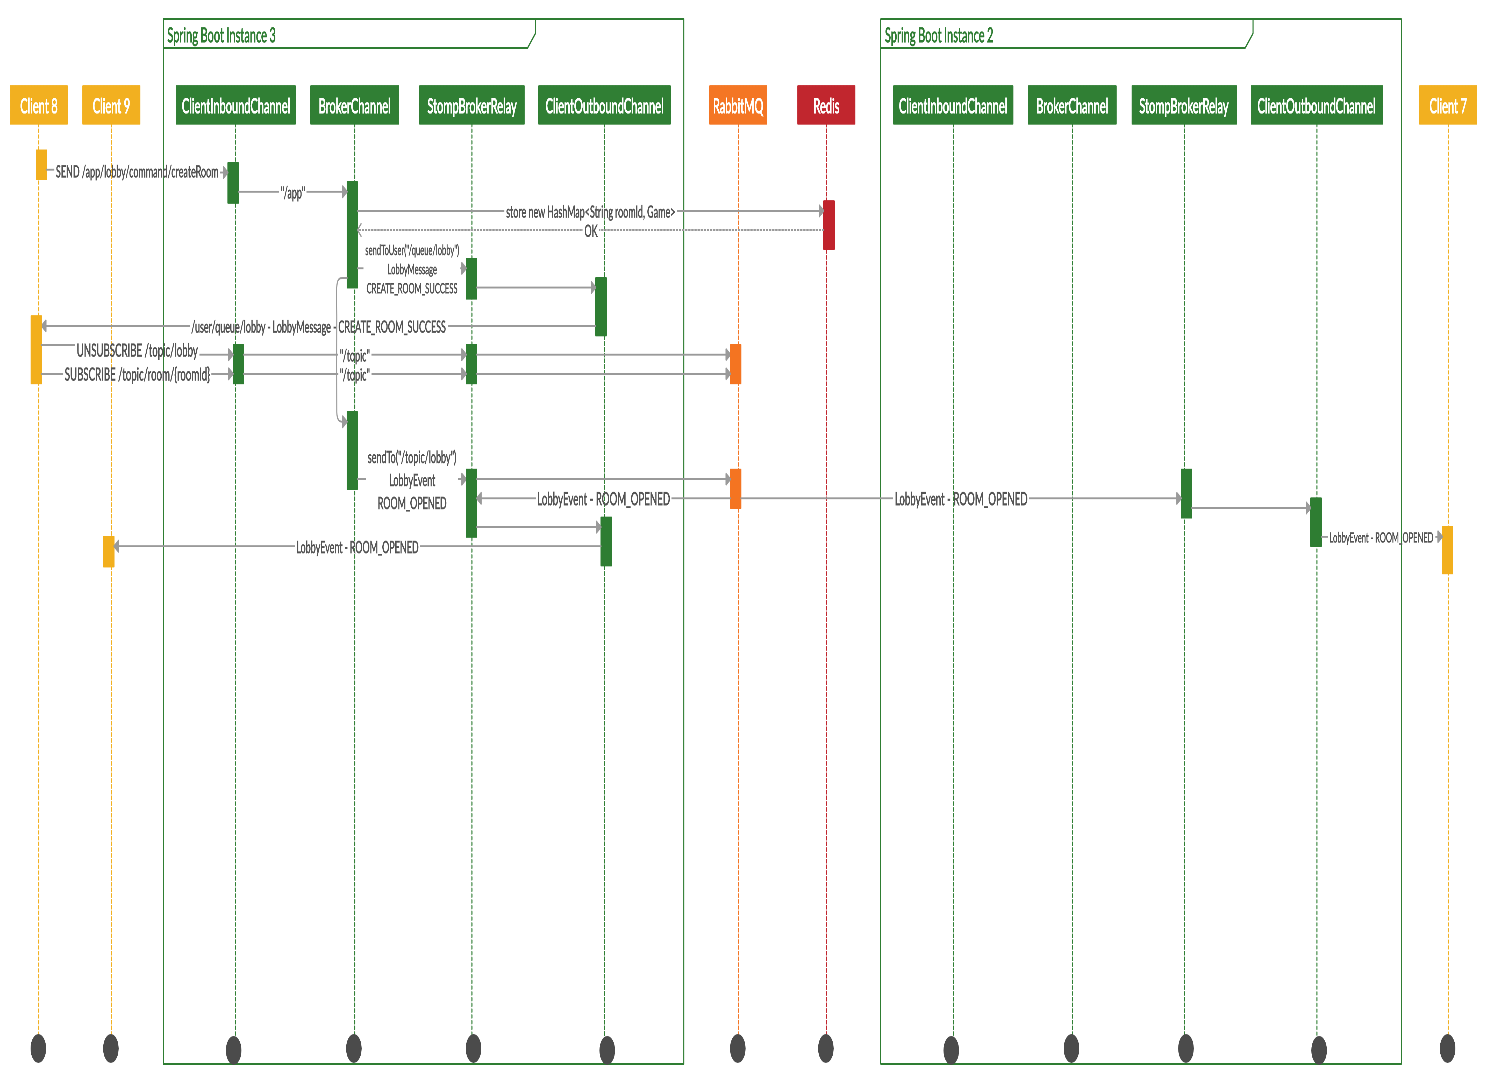 Spring Boot Instance 3
Spring Boot Instance 2
Client 8
Client 9
ClientInboundChannel
BrokerChannel
StompBrokerRelay
ClientOutboundChannel
RabbitMQ
Redis
ClientInboundChannel
BrokerChannel
StompBrokerRelay
ClientOutboundChannel
Client 7
SEND /app/lobby/command/createRoom
"/app"
store new HashMap<String roomId, Game>
OK
sendToUser("/queue/lobby")
LobbyMessage
CREATE_ROOM_SUCCESS
/user/queue/lobby - LobbyMessage - CREATE_ROOM_SUCCESS
UNSUBSCRIBE /topic/lobby
"/topic"
SUBSCRIBE /topic/room/{roomId}
"/topic"
sendTo("/topic/lobby")
LobbyEvent
ROOM_OPENED
LobbyEvent - ROOM_OPENED
LobbyEvent - ROOM_OPENED
LobbyEvent - ROOM_OPENED
LobbyEvent - ROOM_OPENED